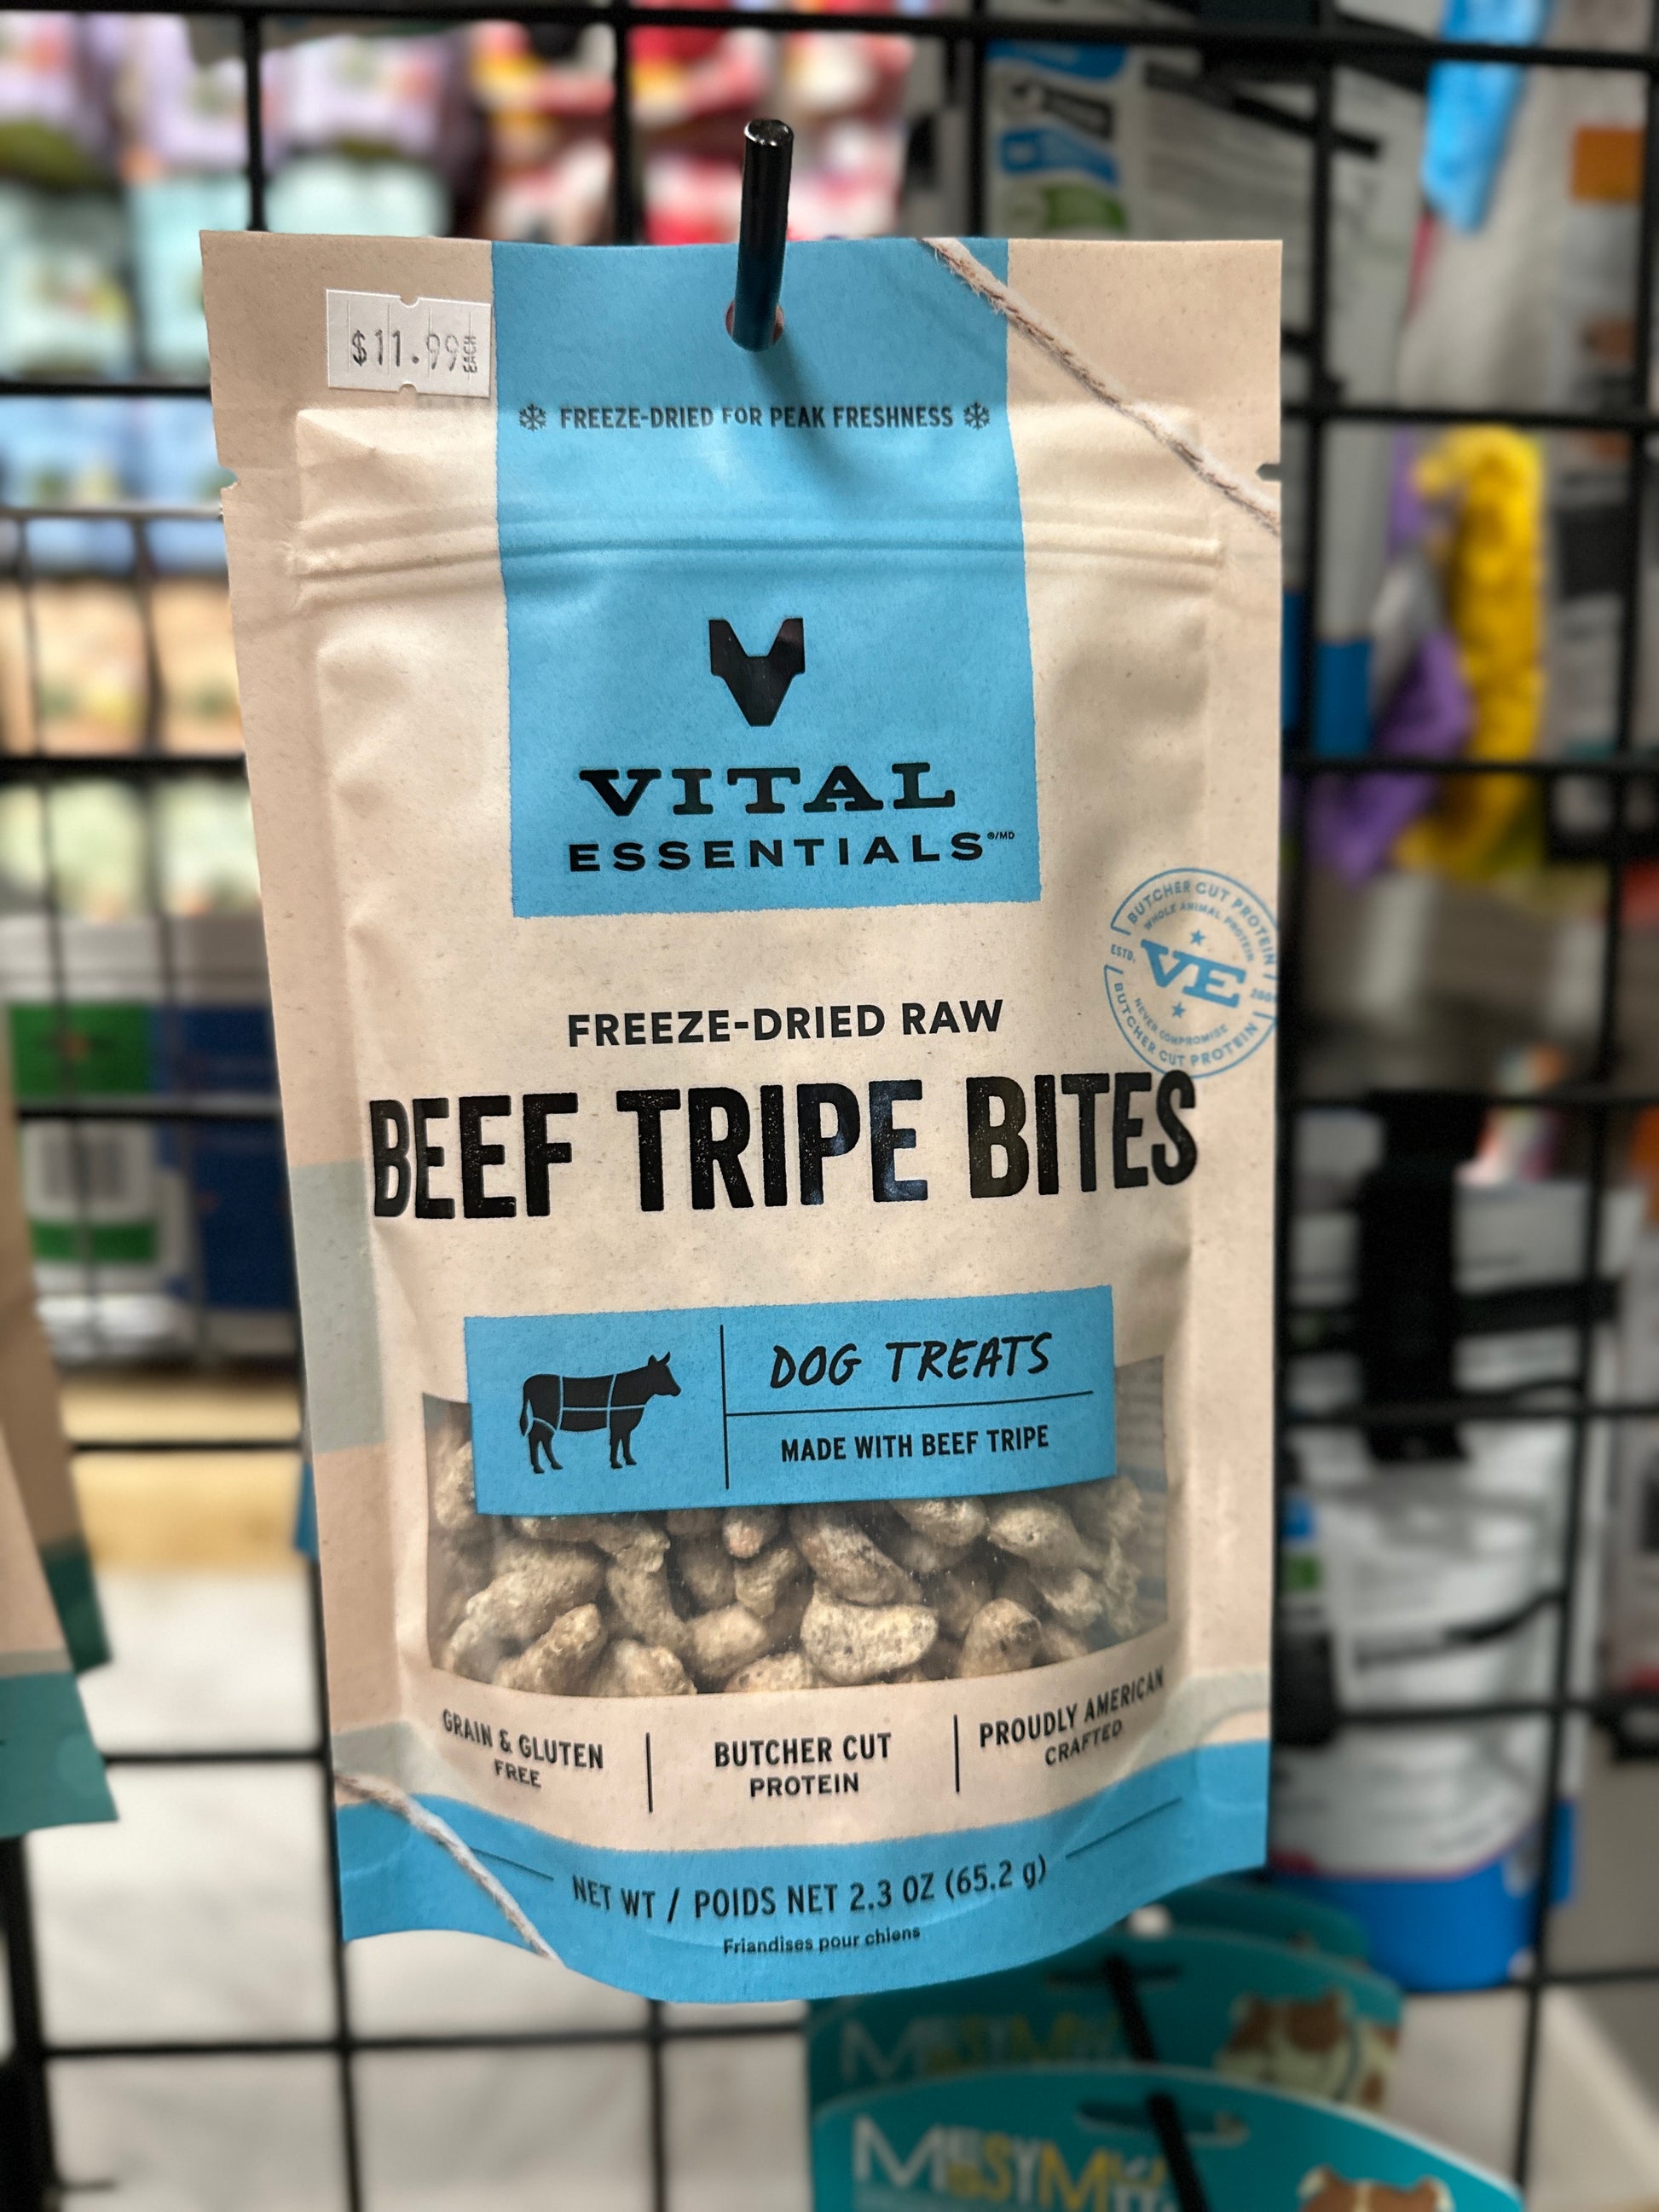 $11.99 EACH
FREEZE-DRIED FOR PEAK FRESHNESS
VITAL
ESSENTIALS®/MD
BUTCHER CUT PROTEIN
WHOLE ANIMAL PROTEIN
ESTD. VE 2009
NEVER COMPROMISE
BUTCHER CUT PROTEIN
FREEZE-DRIED RAW
BEEF TRIPE BITES
DOG TREATS
MADE WITH BEEF TRIPE
GRAIN & GLUTEN
FREE
BUTCHER CUT
PROTEIN
PROUDLY AMERICAN
CRAFTED
NET WT / POIDS NET 2.3 OZ (65.2 g)
Friandises pour chiens